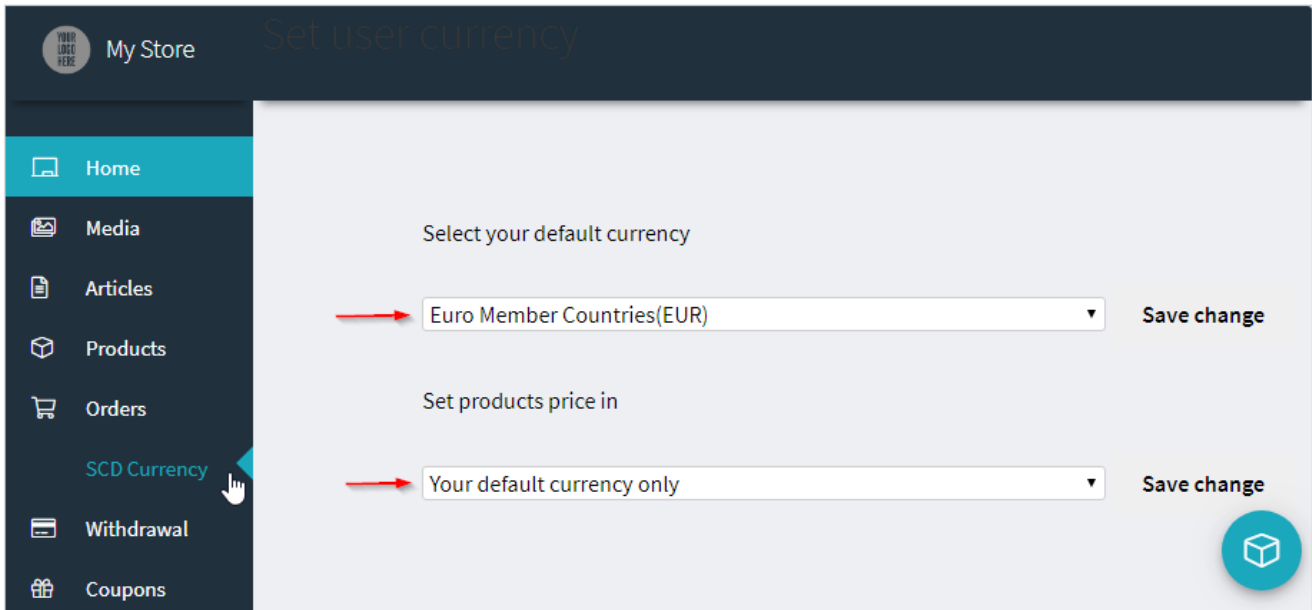 YOUR
LOGO
HERE
My Store
Set user currency
Home
Media
Articles
Products
Orders
SCD Currency
Withdrawal
Coupons
Select your default currency
Euro Member Countries(EUR)
Save change
Set products price in
Your default currency only
Save change